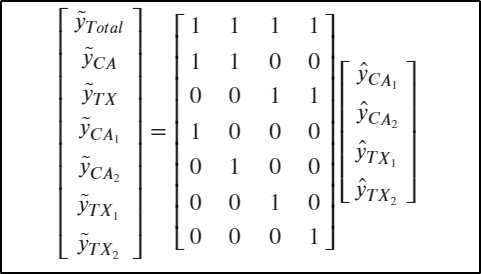 ỹ_Total 1 1 1 1
ỹ_CA 1 1 0 0 ŷ_CA₁
ỹ_TX 0 0 1 1 ŷ_CA₂
ỹ_CA₁ = 1 0 0 0 ŷ_TX₁
ỹ_CA₂ 0 1 0 0 ŷ_TX₂
ỹ_TX₁ 0 0 1 0
ỹ_TX₂ 0 0 0 1